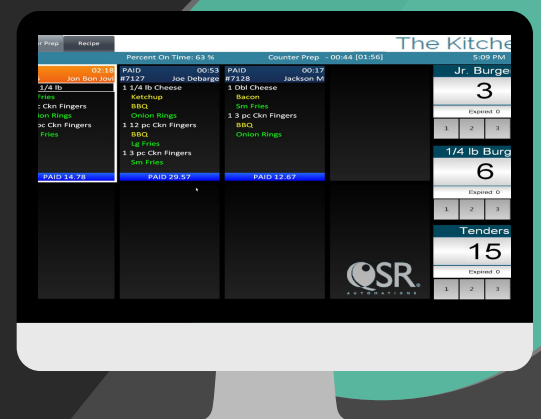 Prep Recipe The Kitche
Percent On Time: 63 % Counter Prep - 00:44 [01:56] 5:09 PM
02:18
Jon Bon Jovi
1/4 lb
Fries
Ckn Fingers
Rings
Ckn Fingers
Fries
PAID 14.78
PAID 00:53
#7127 Joe Debarge
1 1/4 lb Cheese
Ketchup
BBQ
Onion Rings
1 12 pc Ckn Fingers
BBQ
Lg Fries
1 3 pc Ckn Fingers
Sm Fries
PAID 29.57
PAID 00:17
#7128 Jackson M
1 Dbl Cheese
Bacon
Sm Fries
1 3 pc Ckn Fingers
BBQ
Onion Rings
PAID 12.67
Jr. Burge
3
Expired 0
1 2 3
1/4 lb Burg
6
Expired 0
1 2 3
Tenders
15
Expired 0
1 2 3
QSR.
AUTOMATIONS